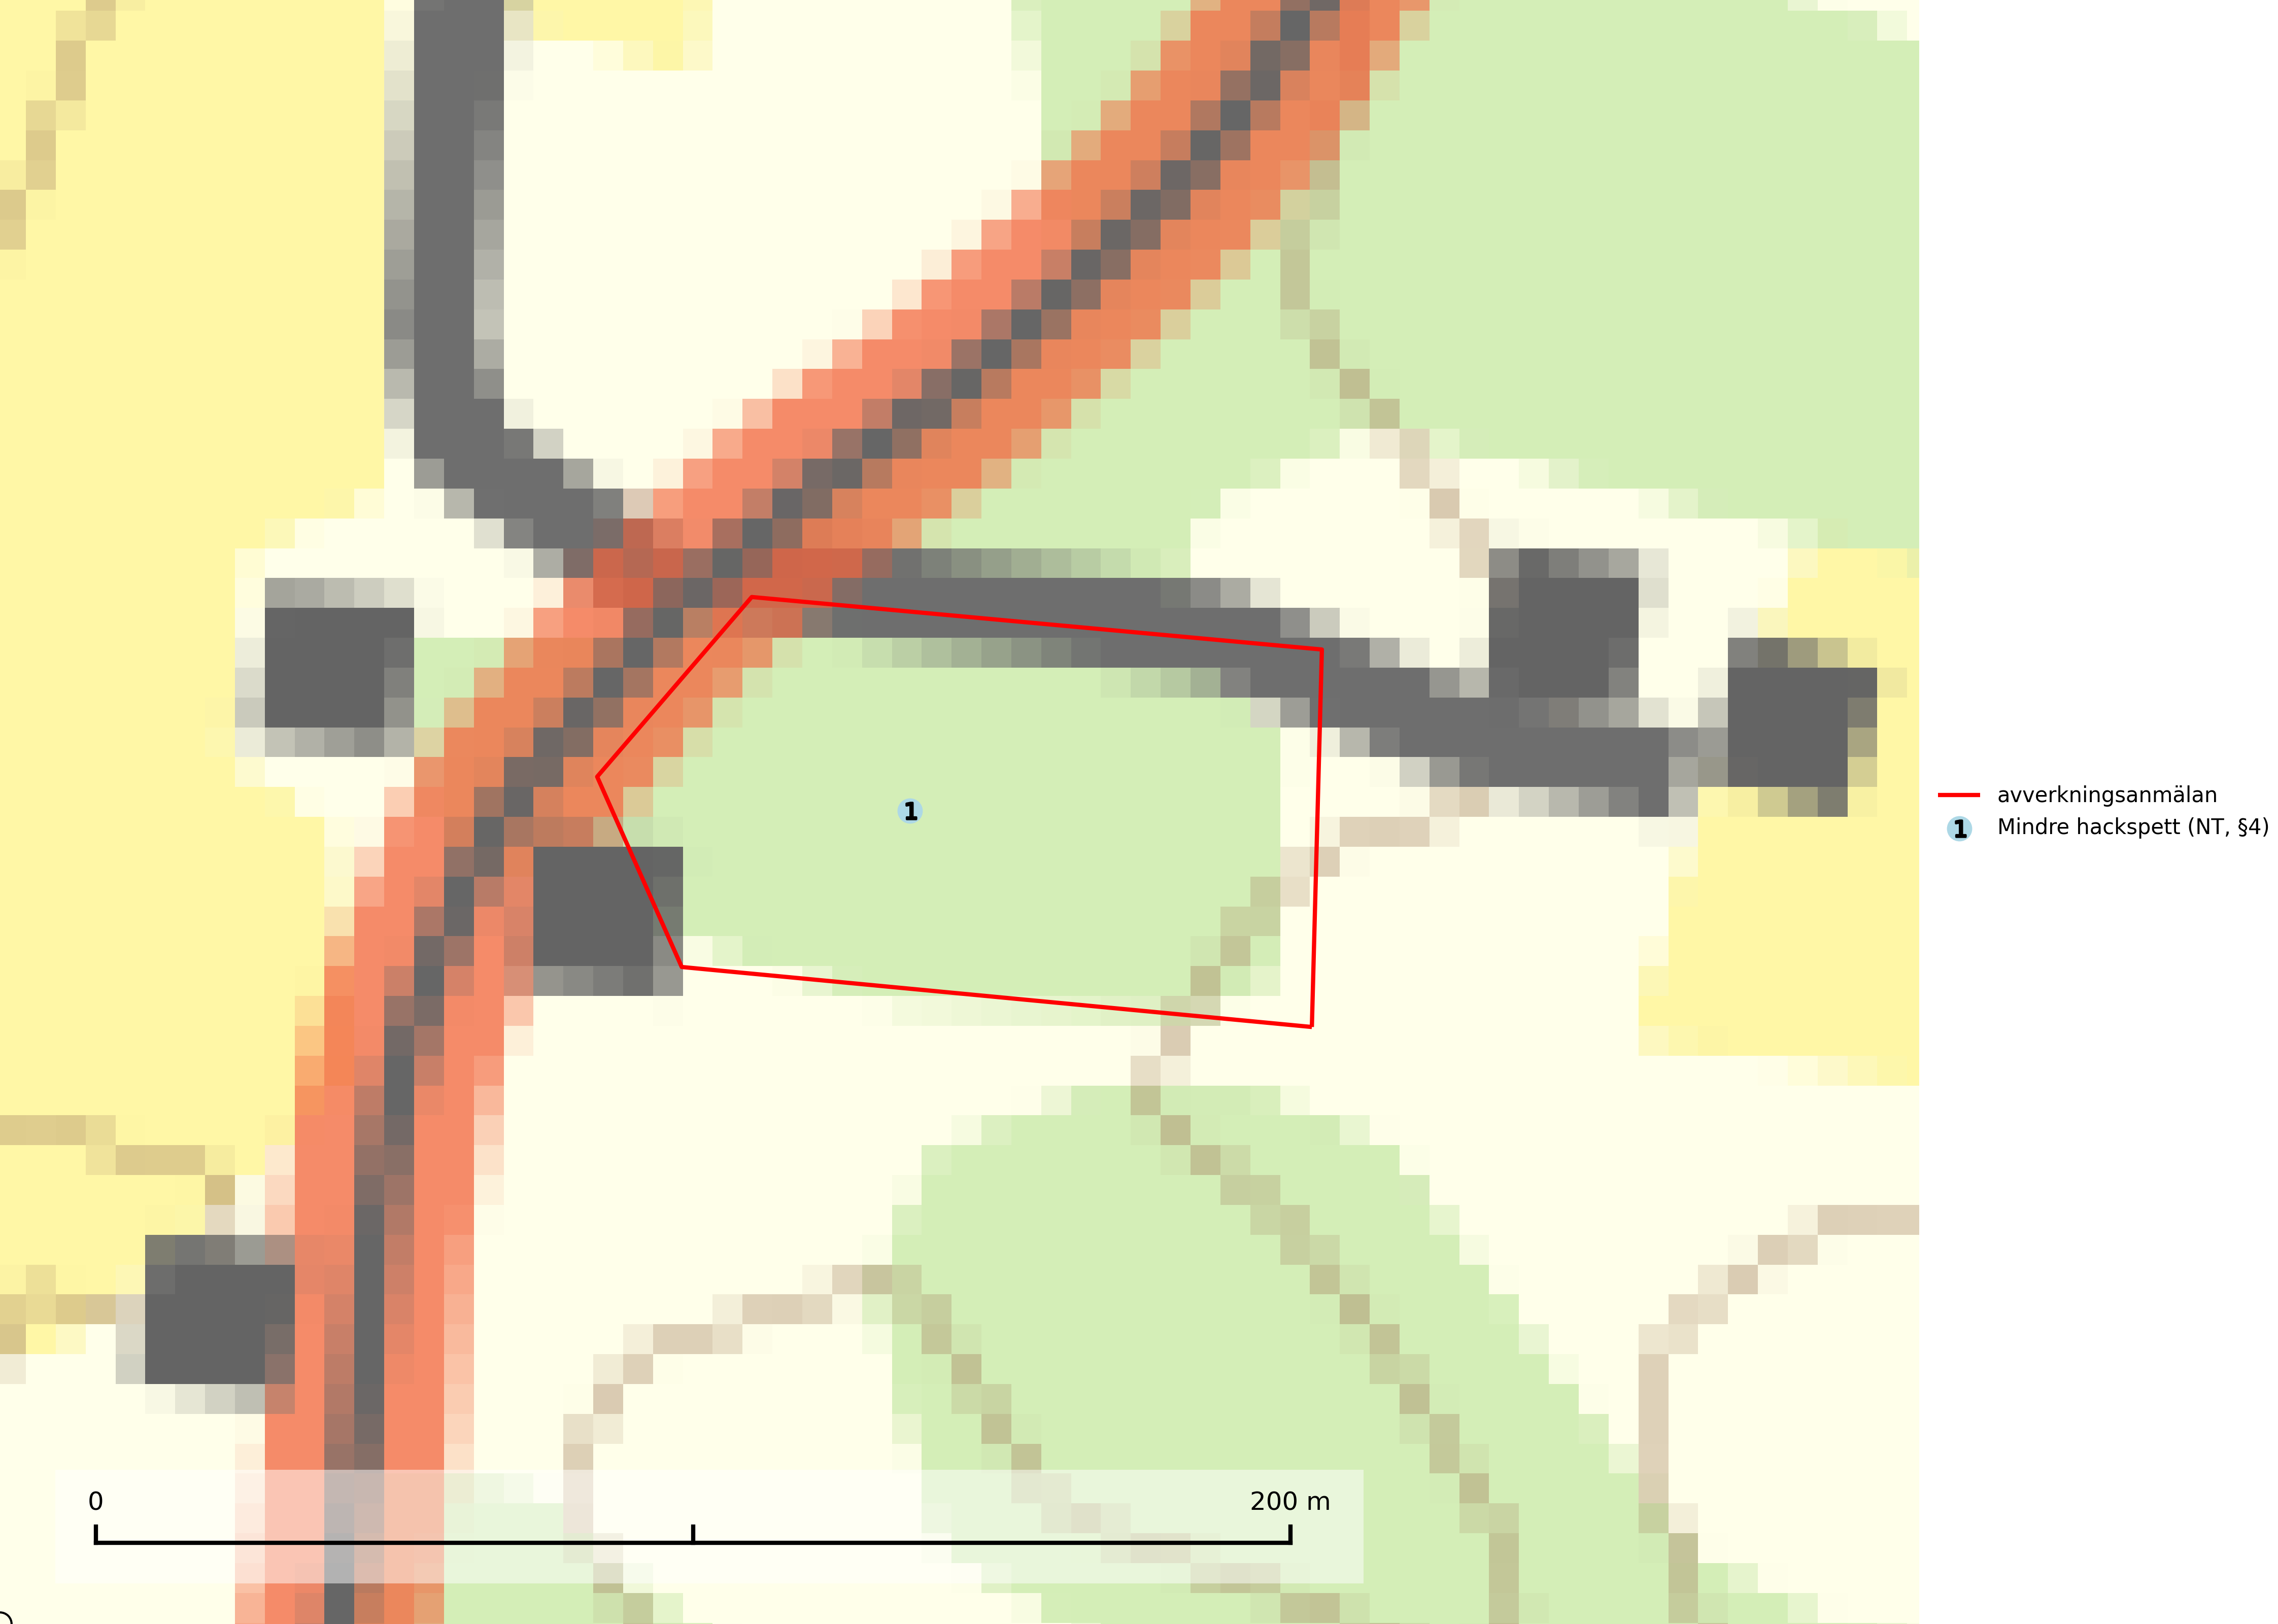 1
avverkningsanmälan
1 Mindre hackspett (NT, §4)
0 200 m